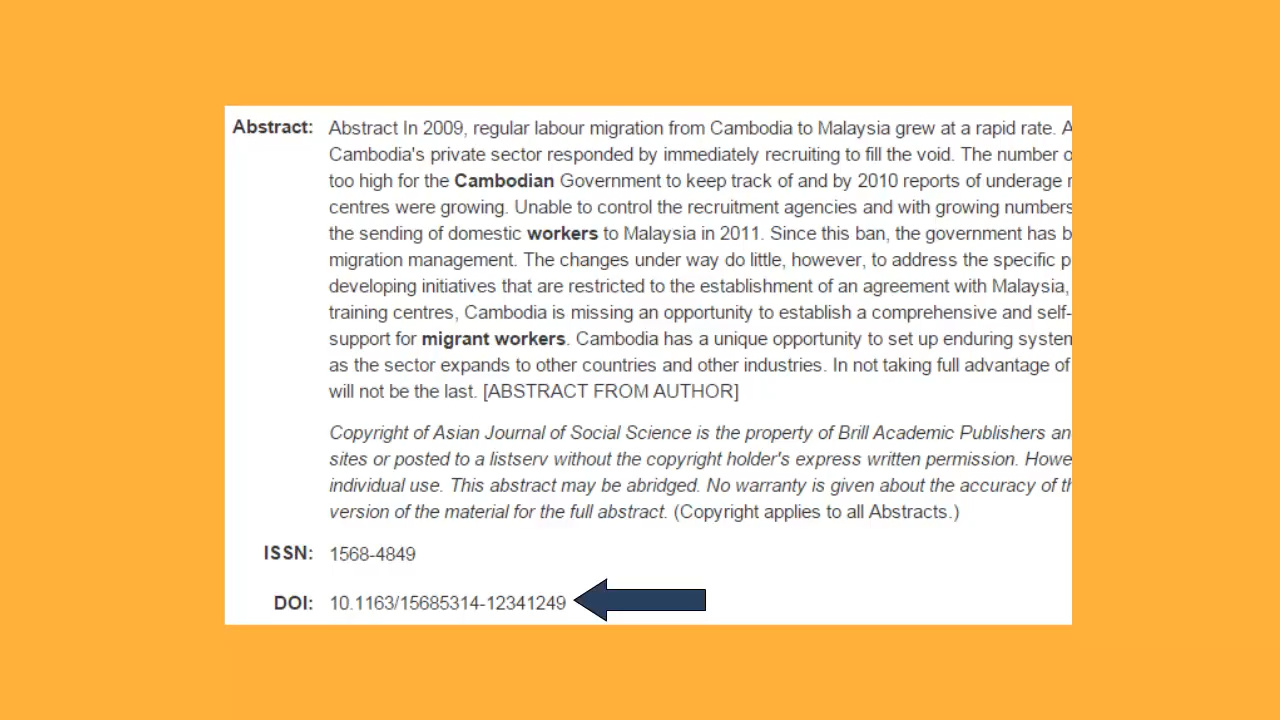 Abstract: Abstract In 2009, regular labour migration from Cambodia to Malaysia grew at a rapid rate. A
Cambodia's private sector responded by immediately recruiting to fill the void. The number o
too high for the Cambodian Government to keep track of and by 2010 reports of underage r
centres were growing. Unable to control the recruitment agencies and with growing numbers
the sending of domestic workers to Malaysia in 2011. Since this ban, the government has b
migration management. The changes under way do little, however, to address the specific p
developing initiatives that are restricted to the establishment of an agreement with Malaysia,
training centres, Cambodia is missing an opportunity to establish a comprehensive and self-
support for migrant workers. Cambodia has a unique opportunity to set up enduring system
as the sector expands to other countries and other industries. In not taking full advantage of
will not be the last. [ABSTRACT FROM AUTHOR]
Copyright of Asian Journal of Social Science is the property of Brill Academic Publishers an
sites or posted to a listserv without the copyright holder's express written permission. Howe
individual use. This abstract may be abridged. No warranty is given about the accuracy of th
version of the material for the full abstract. (Copyright applies to all Abstracts.)
ISSN: 1568-4849
DOI: 10.1163/15685314-12341249